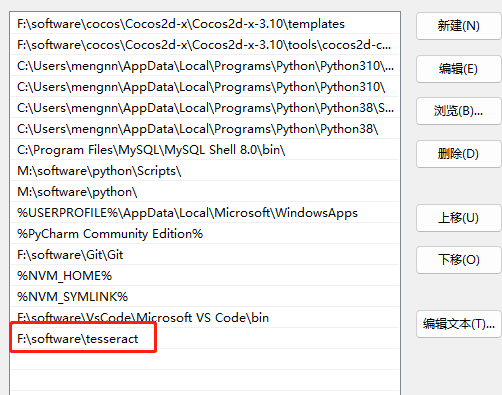 F:\software\cocos\Cocos2d-x\Cocos2d-x-3.10\templates
F:\software\cocos\Cocos2d-x\Cocos2d-x-3.10\tools\cocos2d-c...
C:\Users\mengnn\AppData\Local\Programs\Python\Python310\...
C:\Users\mengnn\AppData\Local\Programs\Python\Python310\
C:\Users\mengnn\AppData\Local\Programs\Python\Python38\S...
C:\Users\mengnn\AppData\Local\Programs\Python\Python38\
C:\Program Files\MySQL\MySQL Shell 8.0\bin\
M:\software\python\Scripts\
M:\software\python\
%USERPROFILE%\AppData\Local\Microsoft\WindowsApps
%PyCharm Community Edition%
F:\software\Git\Git
%NVM_HOME%
%NVM_SYMLINK%
F:\software\VsCode\Microsoft VS Code\bin
F:\software\tesseract
新建(N)
编辑(E)
浏览(B)...
删除(D)
上移(U)
下移(O)
编辑文本(T)...